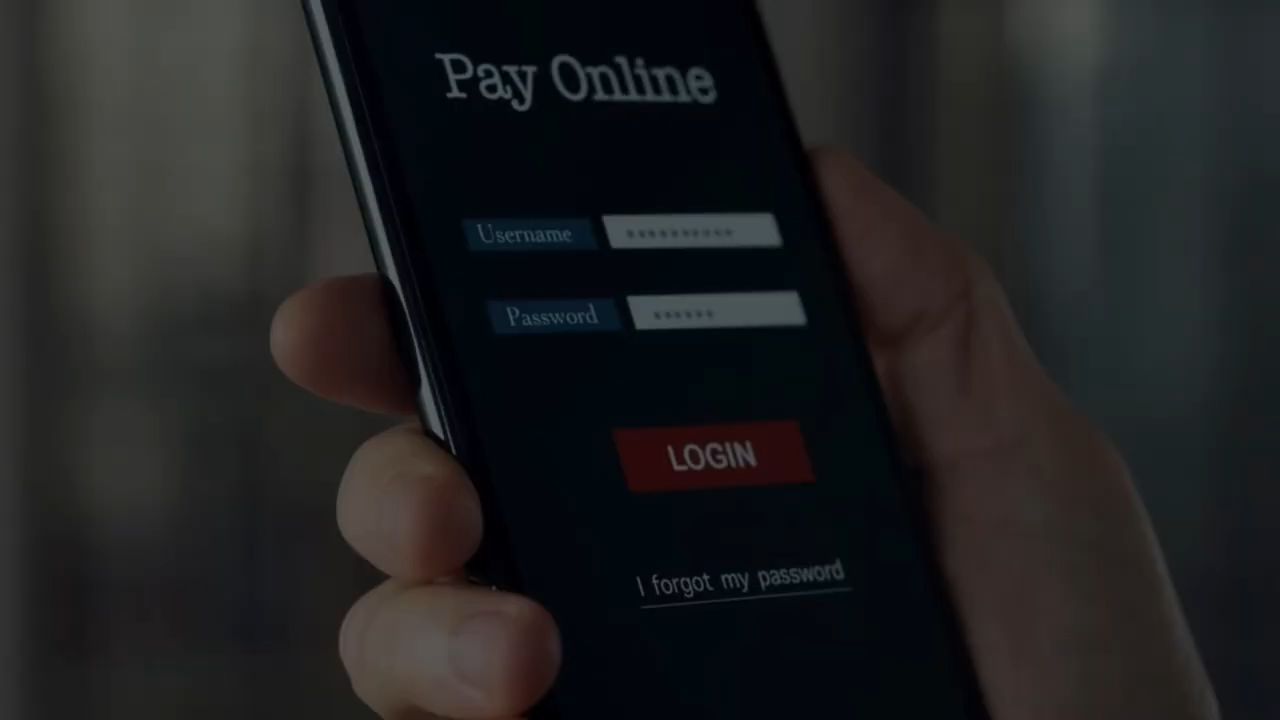 Pay Online
Username **********
Password ******
LOGIN
I forgot my password